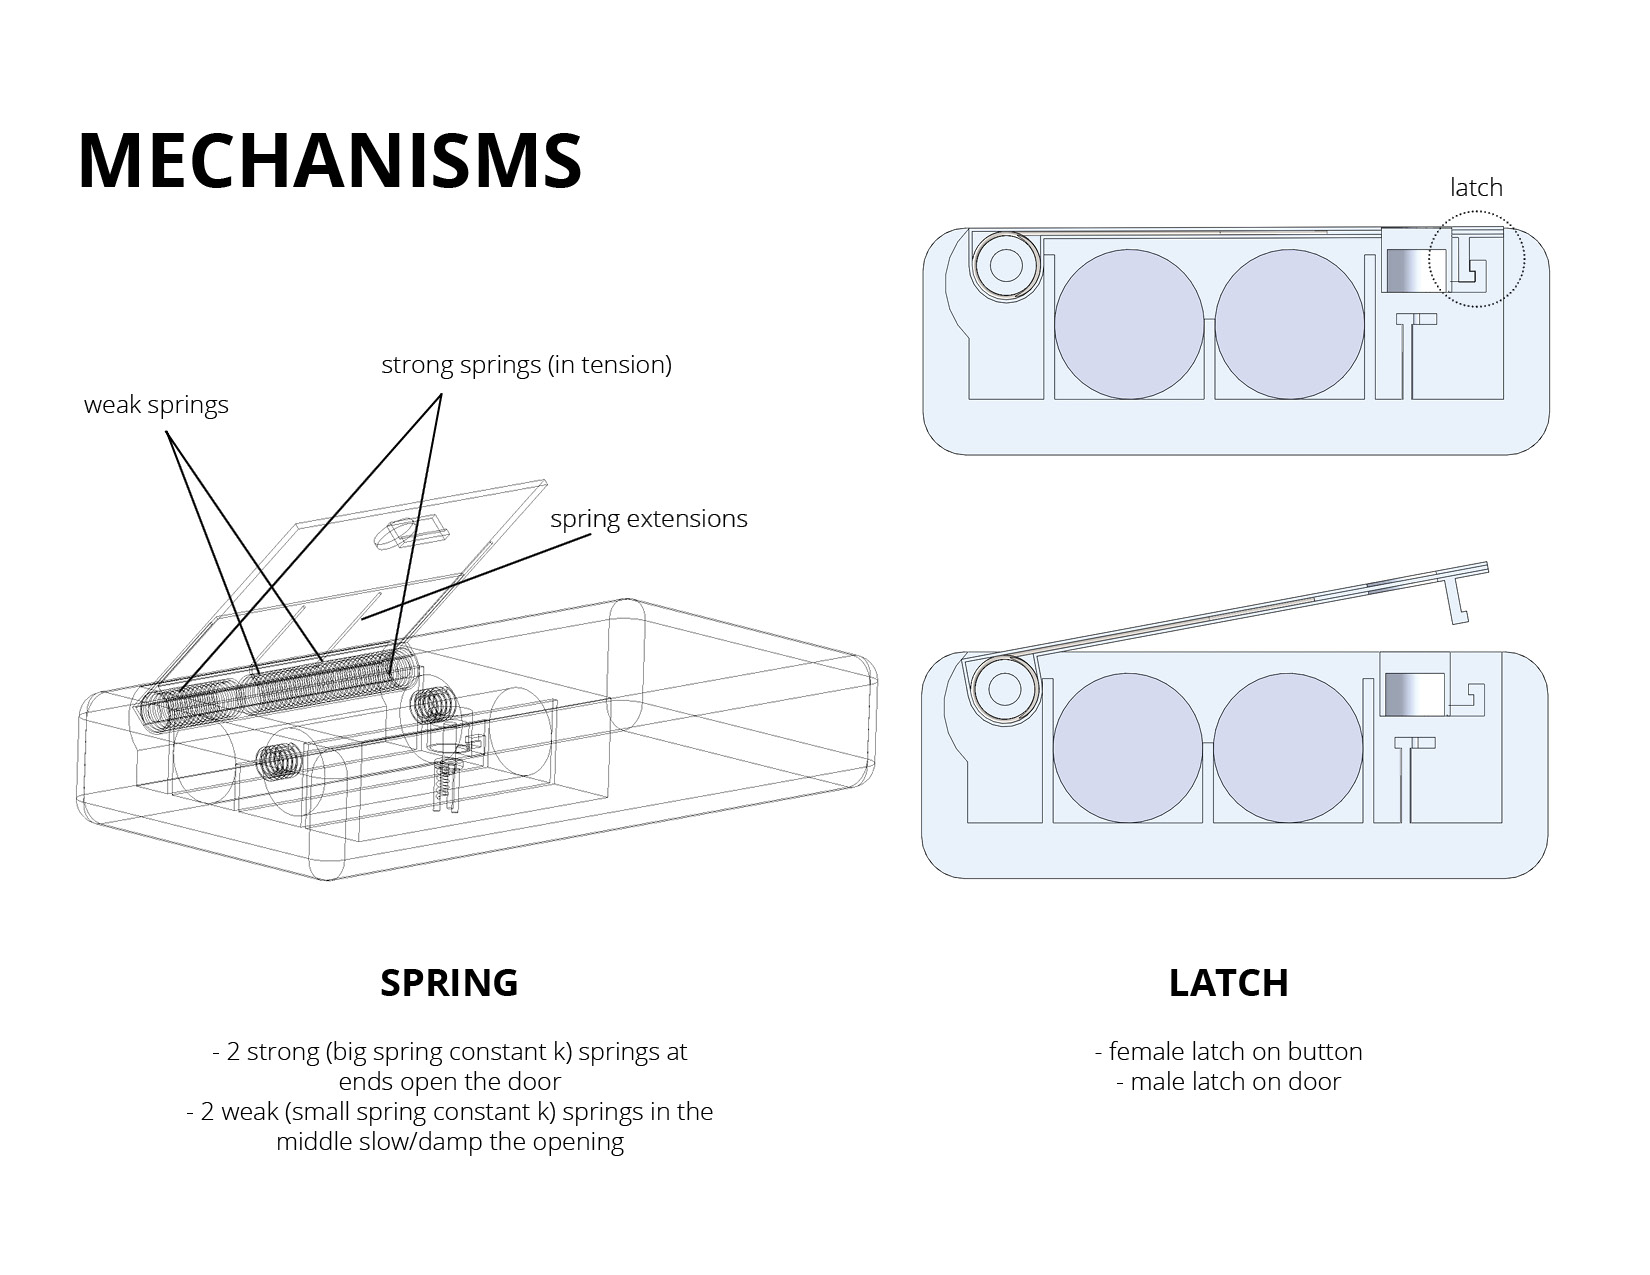 MECHANISMS
latch
strong springs (in tension)
weak springs
spring extensions
SPRING
- 2 strong (big spring constant k) springs at
ends open the door
- 2 weak (small spring constant k) springs in the
middle slow/damp the opening
LATCH
- female latch on button
- male latch on door